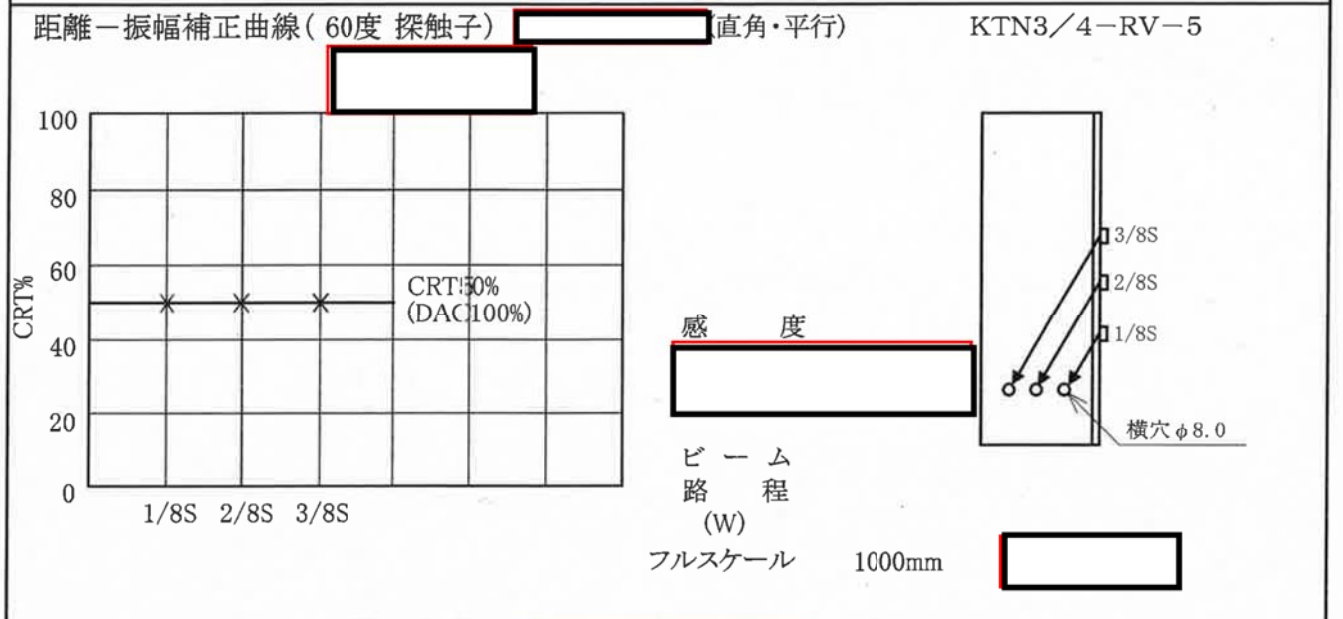 距離－振幅補正曲線( 60度 探触子)
(直角・平行)
KTN3／4－RV－5
100
80
60
40
20
0
CRT%
CRT50%
(DAC100%)
1/8S 2/8S 3/8S
感 度
ビ ー ム
路 程
(W)
フルスケール 1000mm
3/8S
2/8S
1/8S
横穴φ8.0